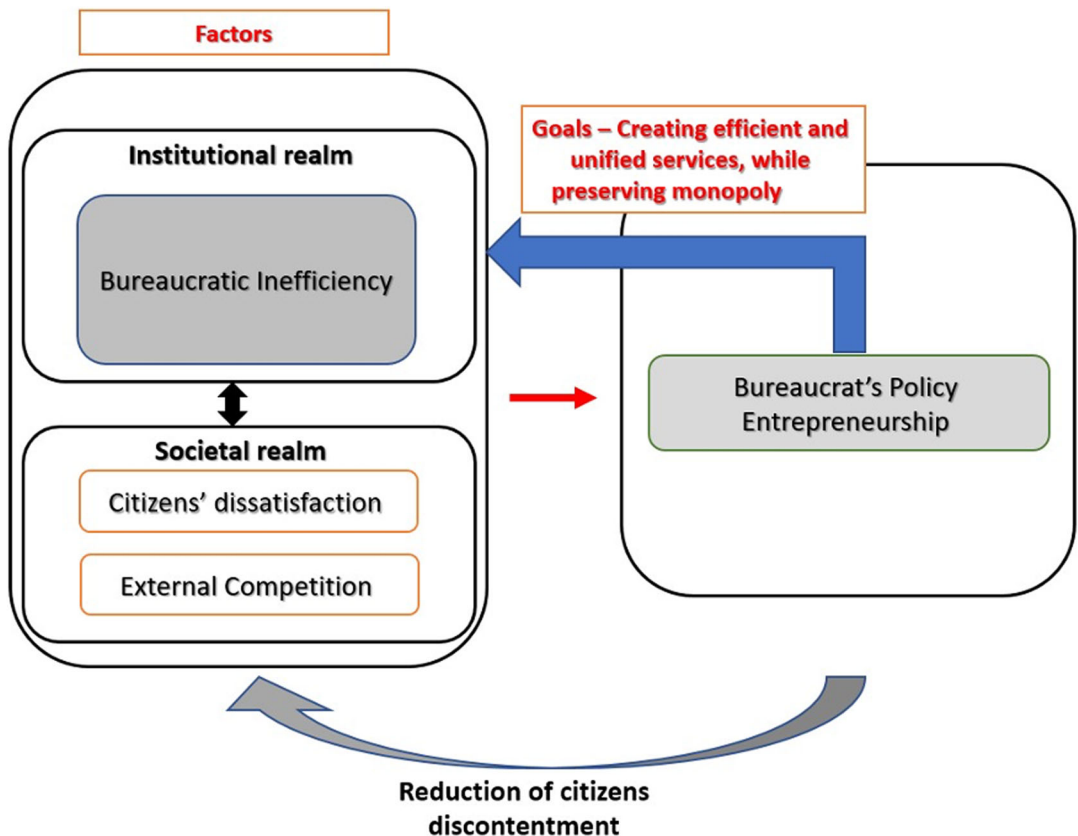 Factors
Institutional realm
Bureaucratic Inefficiency
Societal realm
Citizens’ dissatisfaction
External Competition
Goals – Creating efficient and
unified services, while
preserving monopoly
Bureaucrat’s Policy
Entrepreneurship
Reduction of citizens
discontentment